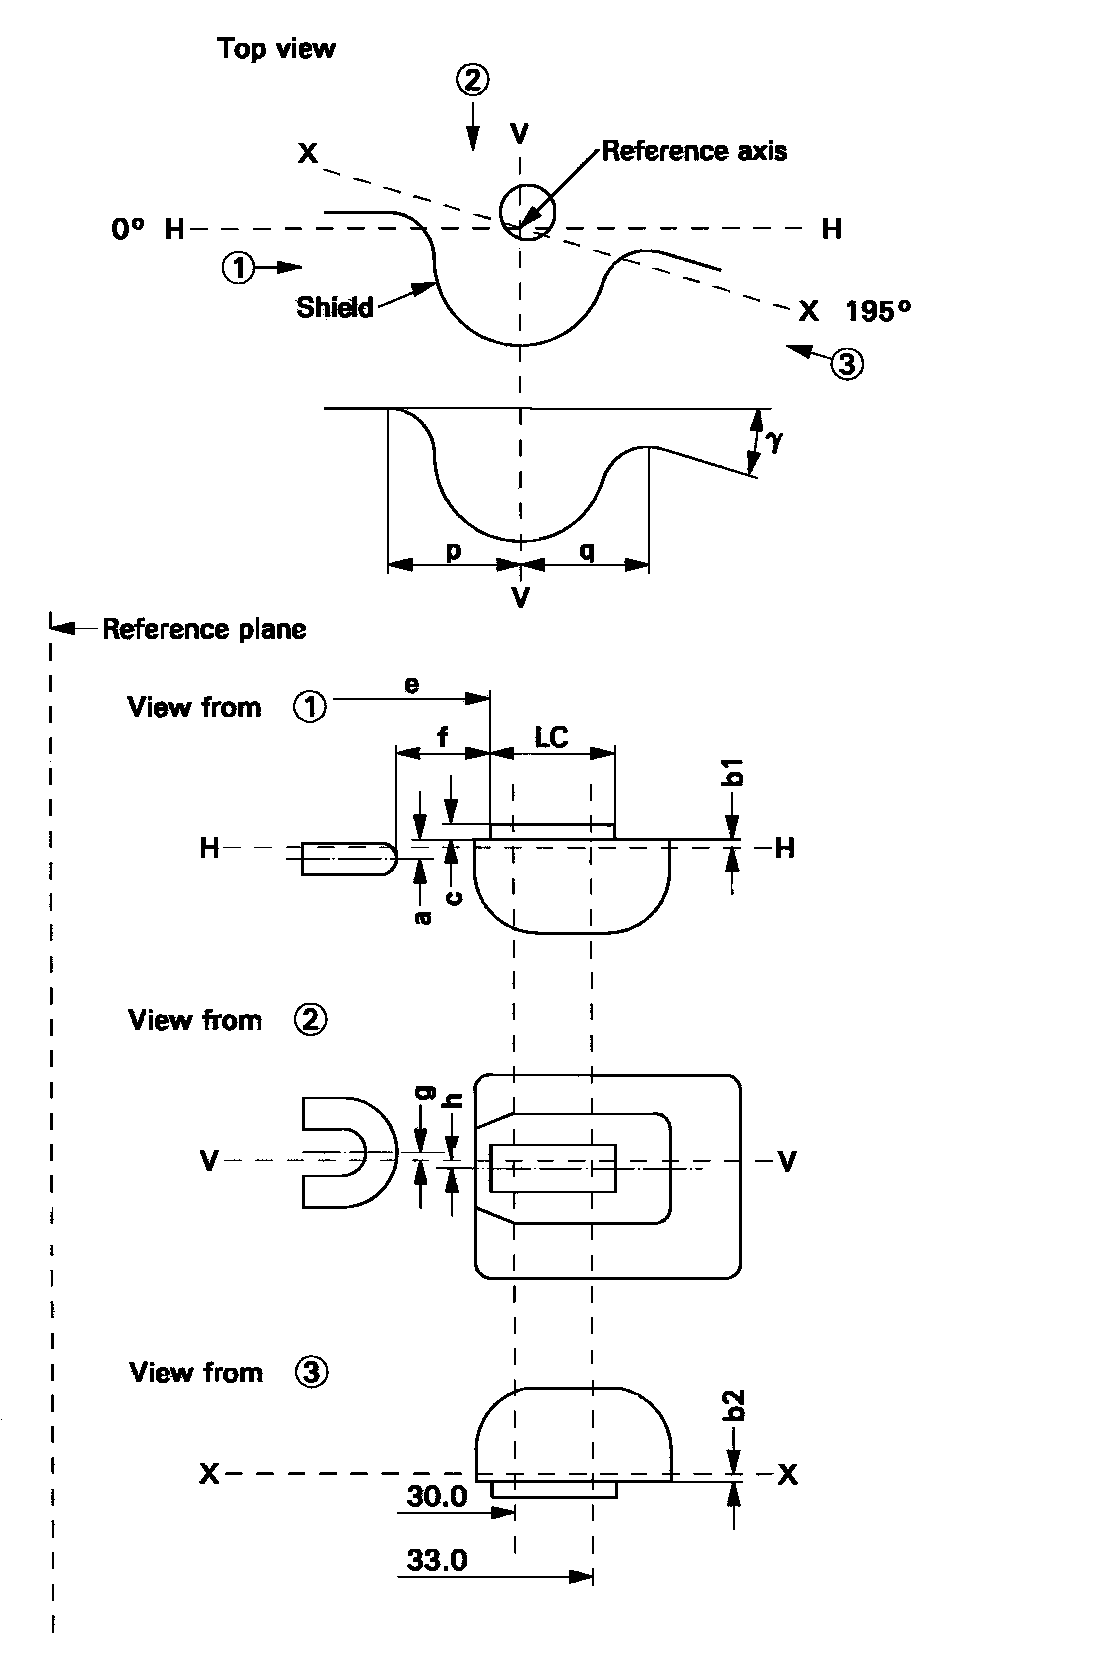 Top view
②
V
X
Reference axis
0° H
H
①
Shield
X 195°
③
γ
p
q
V
Reference plane
e
View from ①
f
LC
b1
H
H
c
a
View from ②
g
h
V
V
View from ③
b2
X
X
30.0
33.0